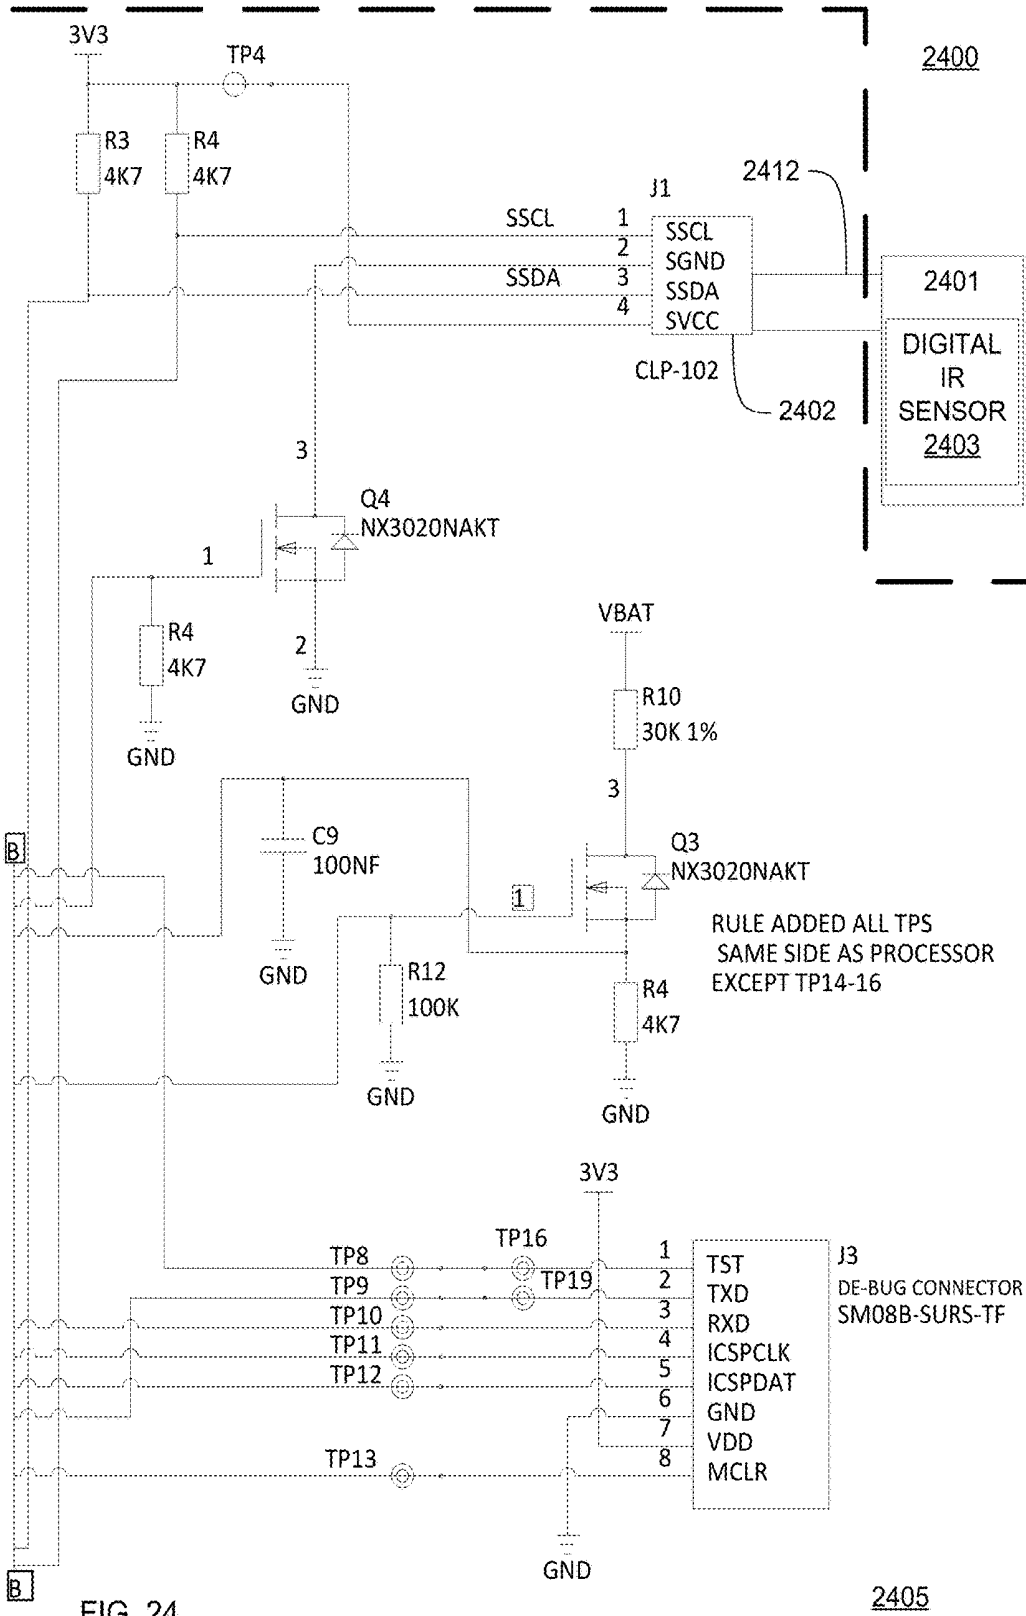 3V3
TP4
2400
R3
4K7
R4
4K7
2412
J1
SSCL
1
SSCL
2
SGND
SSDA
3
SSDA
4
SVCC
2401
DIGITAL
IR
SENSOR
2403
CLP-102
2402
3
Q4
NX3020NAKT
1
R4
4K7
2
GND
GND
VBAT
R10
30K 1%
3
B
C9
100NF
Q3
NX3020NAKT
1
RULE ADDED ALL TPS
SAME SIDE AS PROCESSOR
EXCEPT TP14-16
GND
R12
100K
R4
4K7
GND
GND
3V3
TP8
TP16
1
TST
J3
TP9
TP19
2
TXD
DE-BUG CONNECTOR
TP10
3
RXD
SM08B-SURS-TF
TP11
4
ICSPCLK
TP12
5
ICSPDAT
6
GND
7
VDD
TP13
8
MCLR
GND
B
FIG. 24
2405